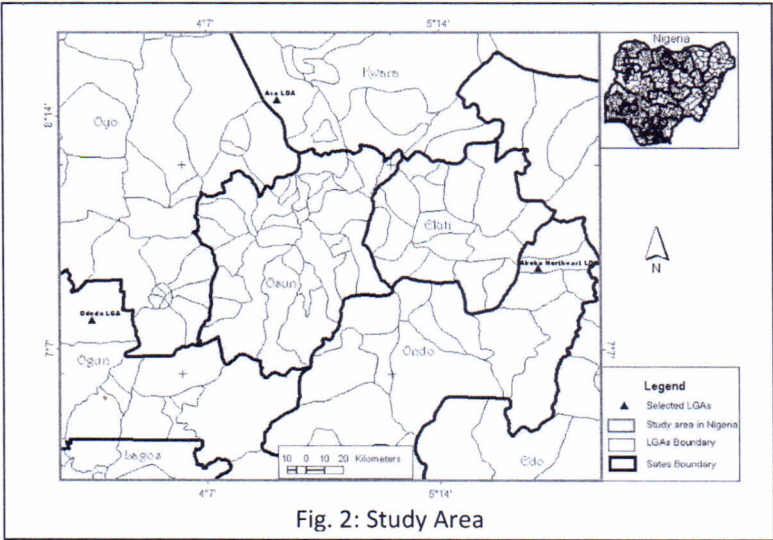 4°7'
5°14'
Nigeria
Kwara
Asa LGA
8°14'
Oyo
Ekiti
Akoko Northeast LGA
N
Osun
Odeda LGA
Ondo
7°7'
7°7'
Ogun
Legend
Selected LGAs
Study area in Nigeria
LGAs Boundary
Sates Boundary
Lagos
10 0 10 20 Kilometers
Edo
4°7'
5°14'
Fig. 2: Study Area